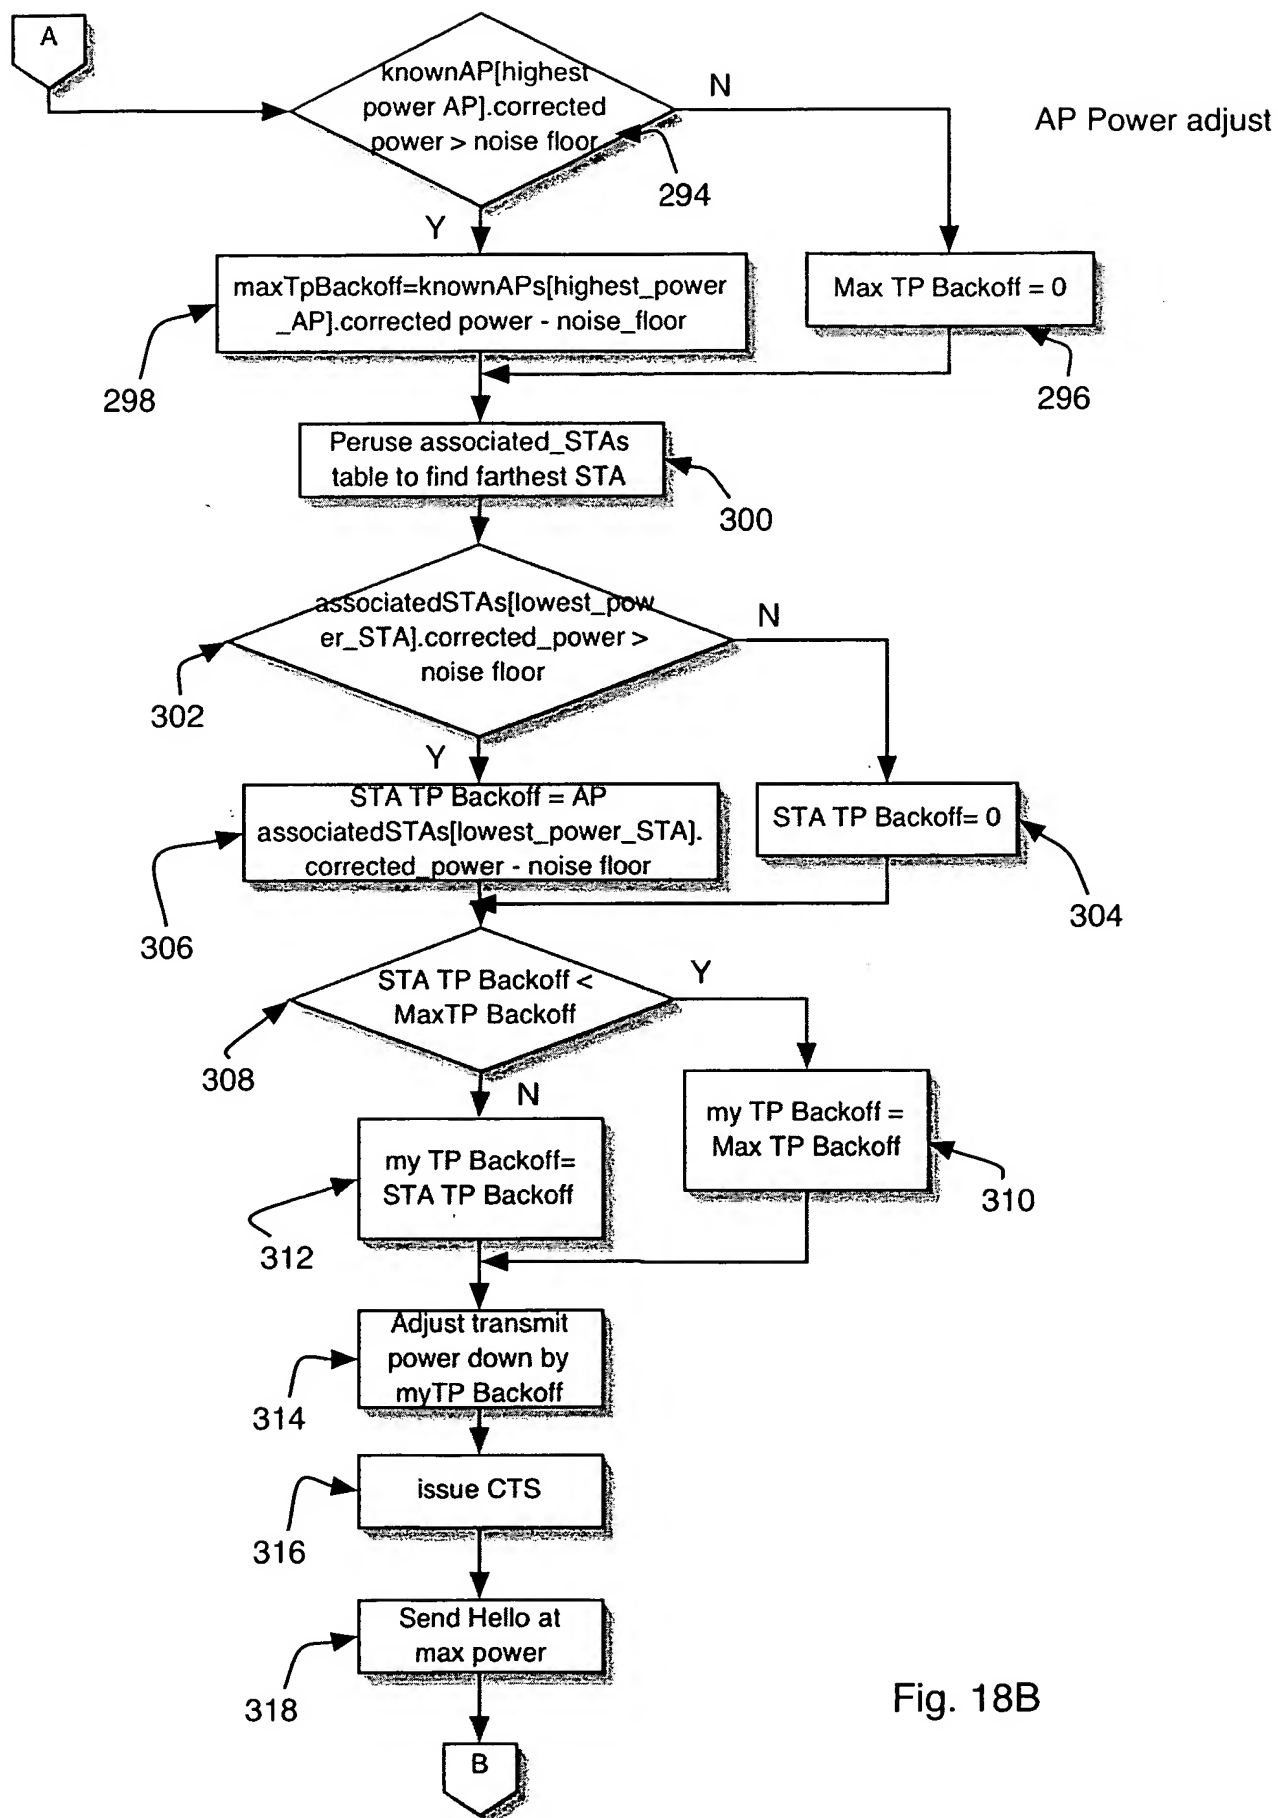 A
knownAP[highest
power AP].corrected
power > noise floor
N
AP Power adjust
294
Y
maxTpBackoff=knownAPs[highest_power
_AP].corrected power - noise_floor
Max TP Backoff = 0
298
296
Peruse associated_STAs
table to find farthest STA
300
associatedSTAs[lowest_pow
er_STA].corrected_power >
noise floor
N
302
Y
STA TP Backoff = AP
associatedSTAs[lowest_power_STA].
corrected_power - noise floor
STA TP Backoff= 0
304
306
STA TP Backoff <
MaxTP Backoff
Y
308
N
my TP Backoff =
Max TP Backoff
my TP Backoff=
STA TP Backoff
310
312
Adjust transmit
power down by
myTP Backoff
314
issue CTS
316
Send Hello at
max power
318
Fig. 18B
B